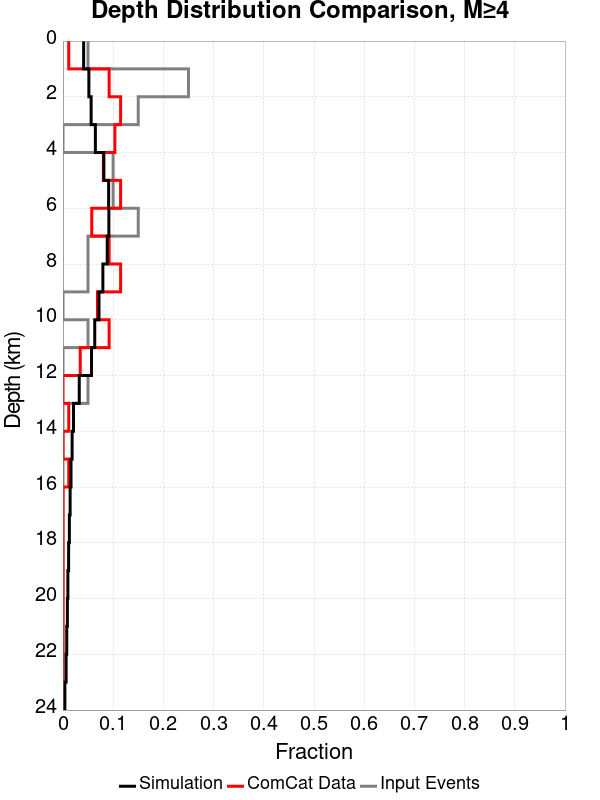 Depth Distribution Comparison, M≥4
0
2
4
6
8
10
12
14
16
18
20
22
24
Depth (km)
0 0.1 0.2 0.3 0.4 0.5 0.6 0.7 0.8 0.9 1
Fraction
Simulation ComCat Data Input Events